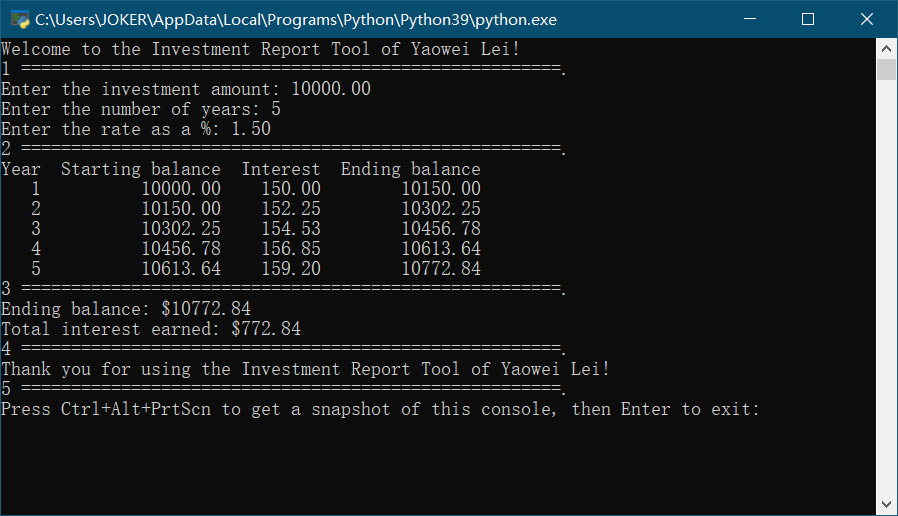 C:\Users\JOKER\AppData\Local\Programs\Python\Python39\python.exe
Welcome to the Investment Report Tool of Yaowei Lei!
1 ======================================================.
Enter the investment amount: 10000.00
Enter the number of years: 5
Enter the rate as a %: 1.50
2 ======================================================.
Year  Starting balance  Interest  Ending balance
   1          10000.00    150.00        10150.00
   2          10150.00    152.25        10302.25
   3          10302.25    154.53        10456.78
   4          10456.78    156.85        10613.64
   5          10613.64    159.20        10772.84
3 ======================================================.
Ending balance: $10772.84
Total interest earned: $772.84
4 ======================================================.
Thank you for using the Investment Report Tool of Yaowei Lei!
5 ======================================================.
Press Ctrl+Alt+PrtScn to get a snapshot of this console, then Enter to exit: